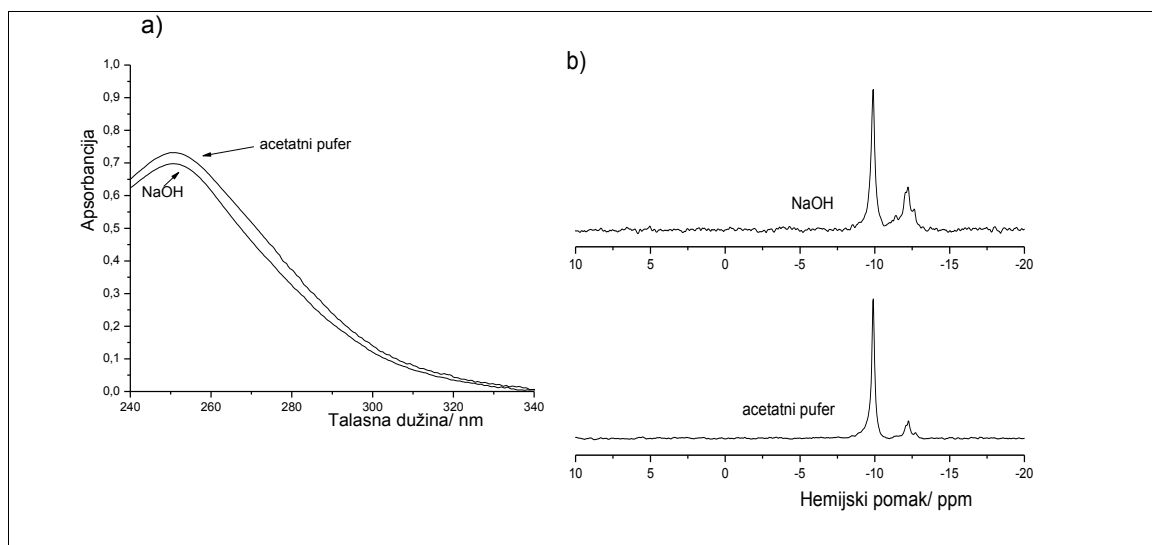 a)
1,0
0,9
0,8
0,7
0,6
0,5
0,4
0,3
0,2
0,1
0,0
Apsorbancija
acetatni pufer
NaOH
240 260 280 300 320 340
Talasna dužina/ nm
b)
NaOH
10 5 0 -5 -10 -15 -20
acetatni pufer
10 5 0 -5 -10 -15 -20
Hemijski pomak/ ppm